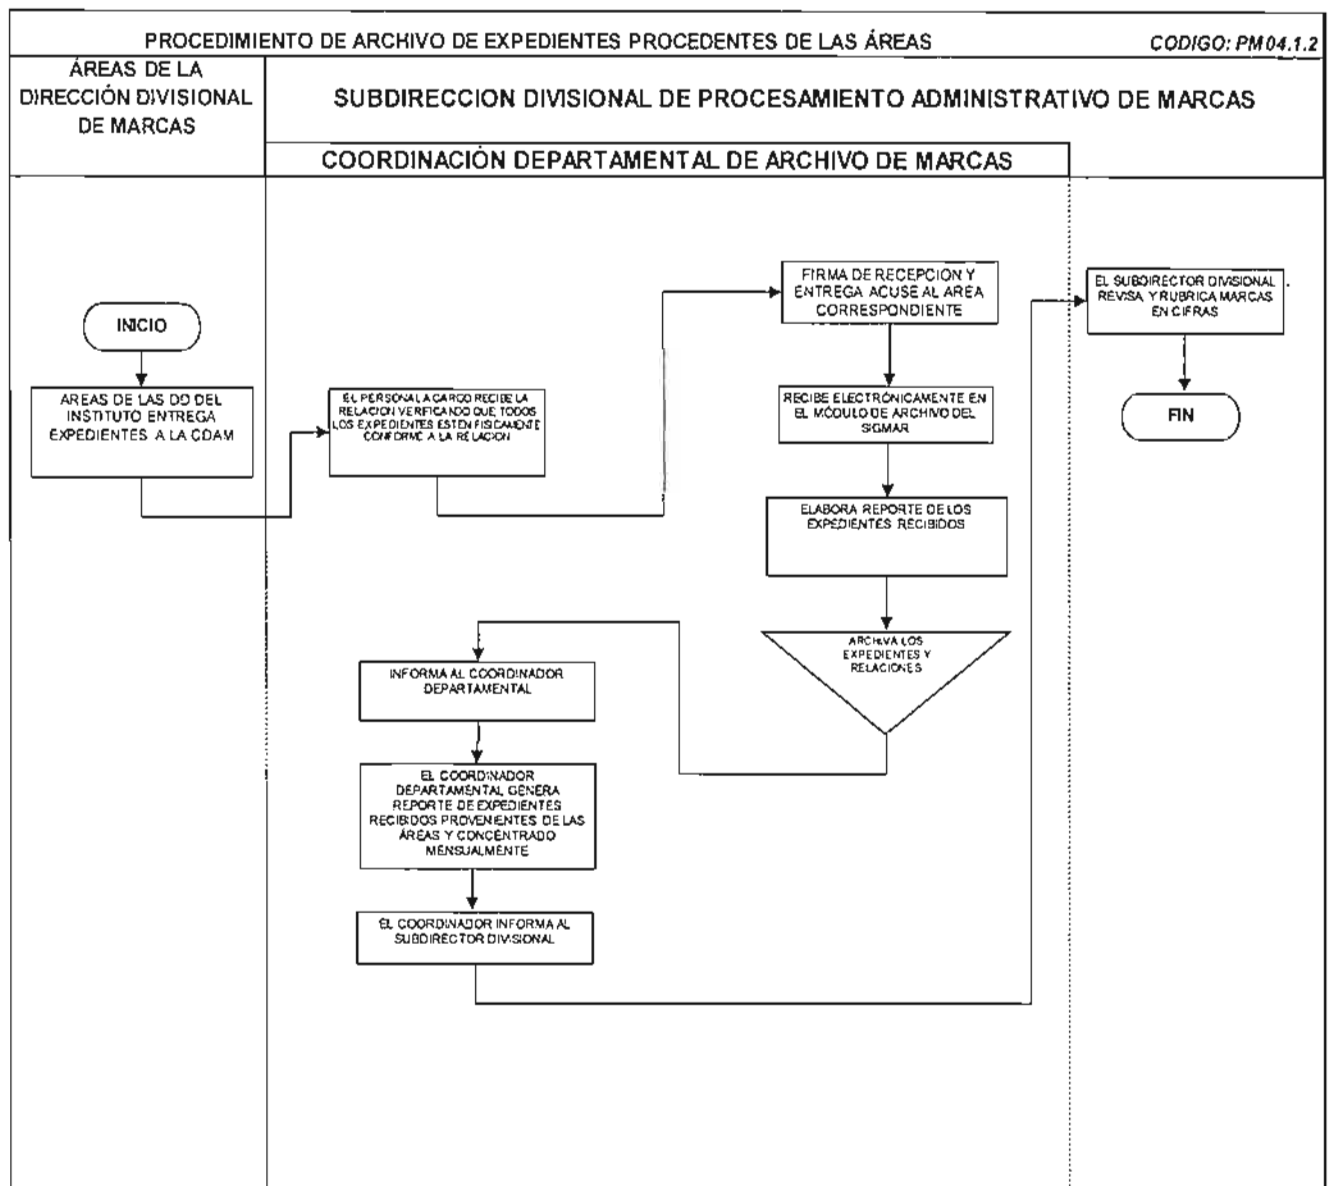 PROCEDIMIENTO DE ARCHIVO DE EXPEDIENTES PROCEDENTES DE LAS ÁREAS
CODIGO: PM04.1.2
ÁREAS DE LA
DIRECCIÓN DIVISIONAL
DE MARCAS
SUBDIRECCION DIVISIONAL DE PROCESAMIENTO ADMINISTRATIVO DE MARCAS
COORDINACIÓN DEPARTAMENTAL DE ARCHIVO DE MARCAS
INICIO
AREAS DE LAS DD DEL
INSTITUTO ENTREGA
EXPEDIENTES A LA CDAM
EL PERSONAL A CARGO RECIBE LA
RELACION VERIFICANDO QUE TODOS
LOS EXPEDIENTES ESTEN FISICAMENTE
CONFORME A LA RELACION
FIRMA DE RECEPCION Y
ENTREGA ACUSE AL AREA
CORRESPONDIENTE
RECIBE ELECTRÓNICAMENTE EN
EL MÓDULO DE ARCHIVO DEL
SIGMAR
ELABORA REPORTE DE LOS
EXPEDIENTES RECIBIDOS
ARCHIVA LOS
EXPEDIENTES Y
RELACIONES
INFORMA AL COORDINADOR
DEPARTAMENTAL
EL COORDINADOR
DEPARTAMENTAL GENERA
REPORTE DE EXPEDIENTES
RECIBIDOS PROVENIENTES DE LAS
ÁREAS Y CONCENTRADO
MENSUALMENTE
EL COORDINADOR INFORMA AL
SUBDIRECTOR DIVISIONAL
EL SUBDIRECTOR DIVISIONAL
REVISA Y RUBRICA MARCAS
EN CIFRAS
FIN